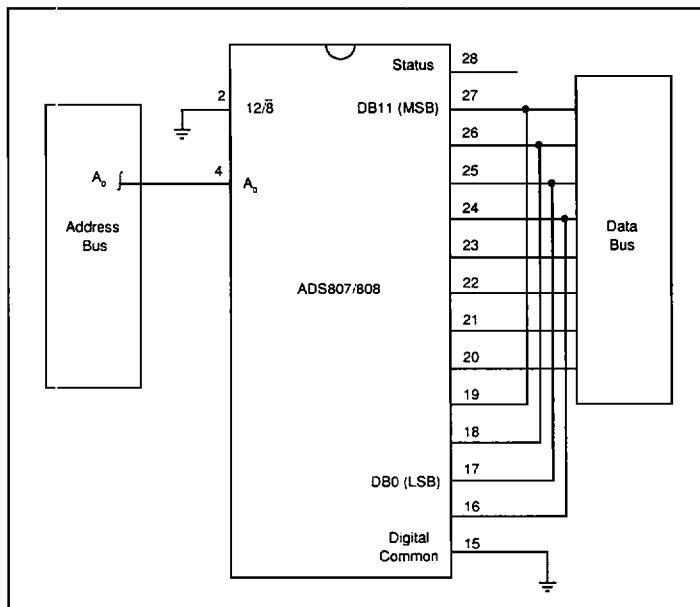 Status
28
2
12/8̅
DB11 (MSB)
27
26
A₀
4
A₀
25
24
Address
Bus
Data
Bus
23
ADS807/808
22
21
20
19
18
DB0 (LSB)
17
16
Digital
Common
15